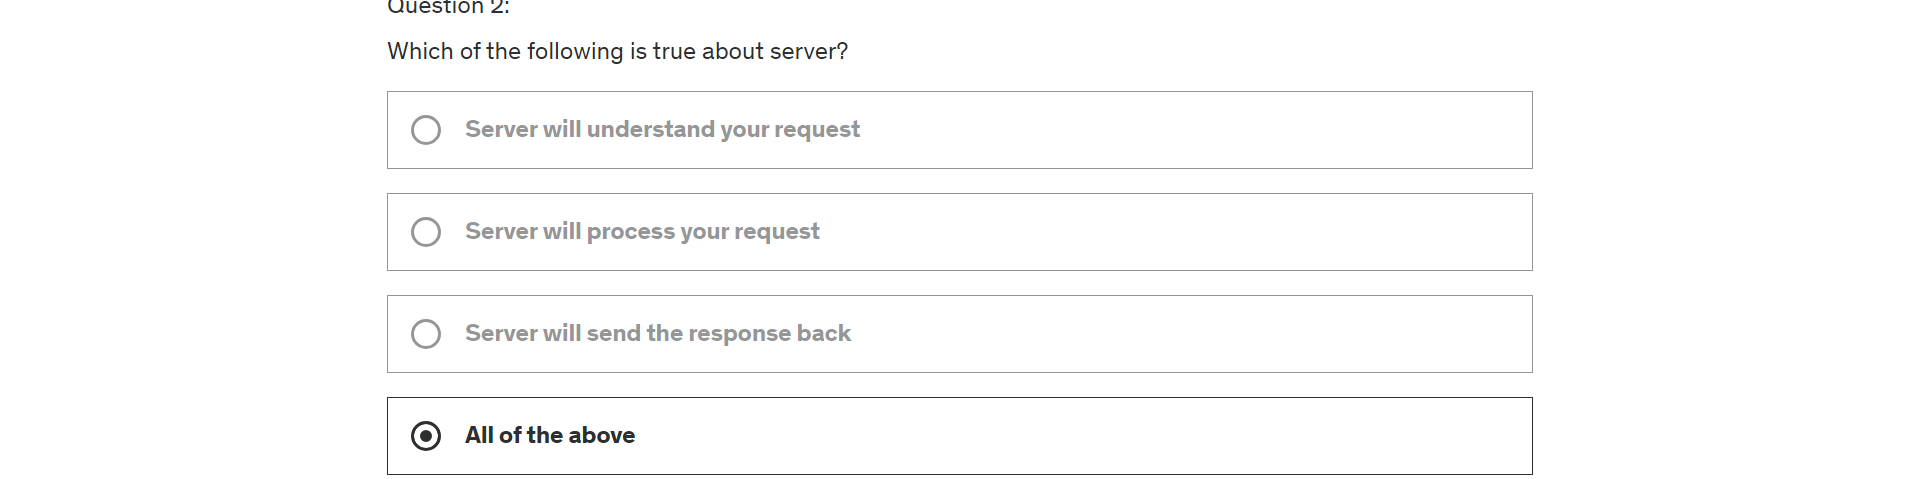 Question 2:
Which of the following is true about server?
Server will understand your request
Server will process your request
Server will send the response back
All of the above